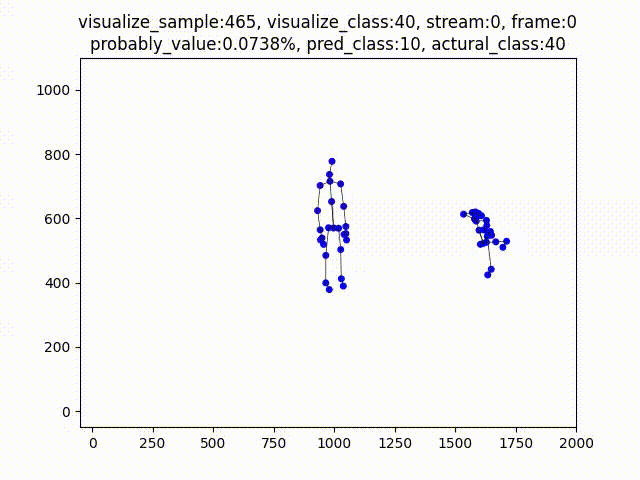 visualize_sample:465, visualize_class:40, stream:0, frame:0
probably_value:0.0738%, pred_class:10, actural_class:40
1000
800
600
400
200
0
0 250 500 750 1000 1250 1500 1750 2000